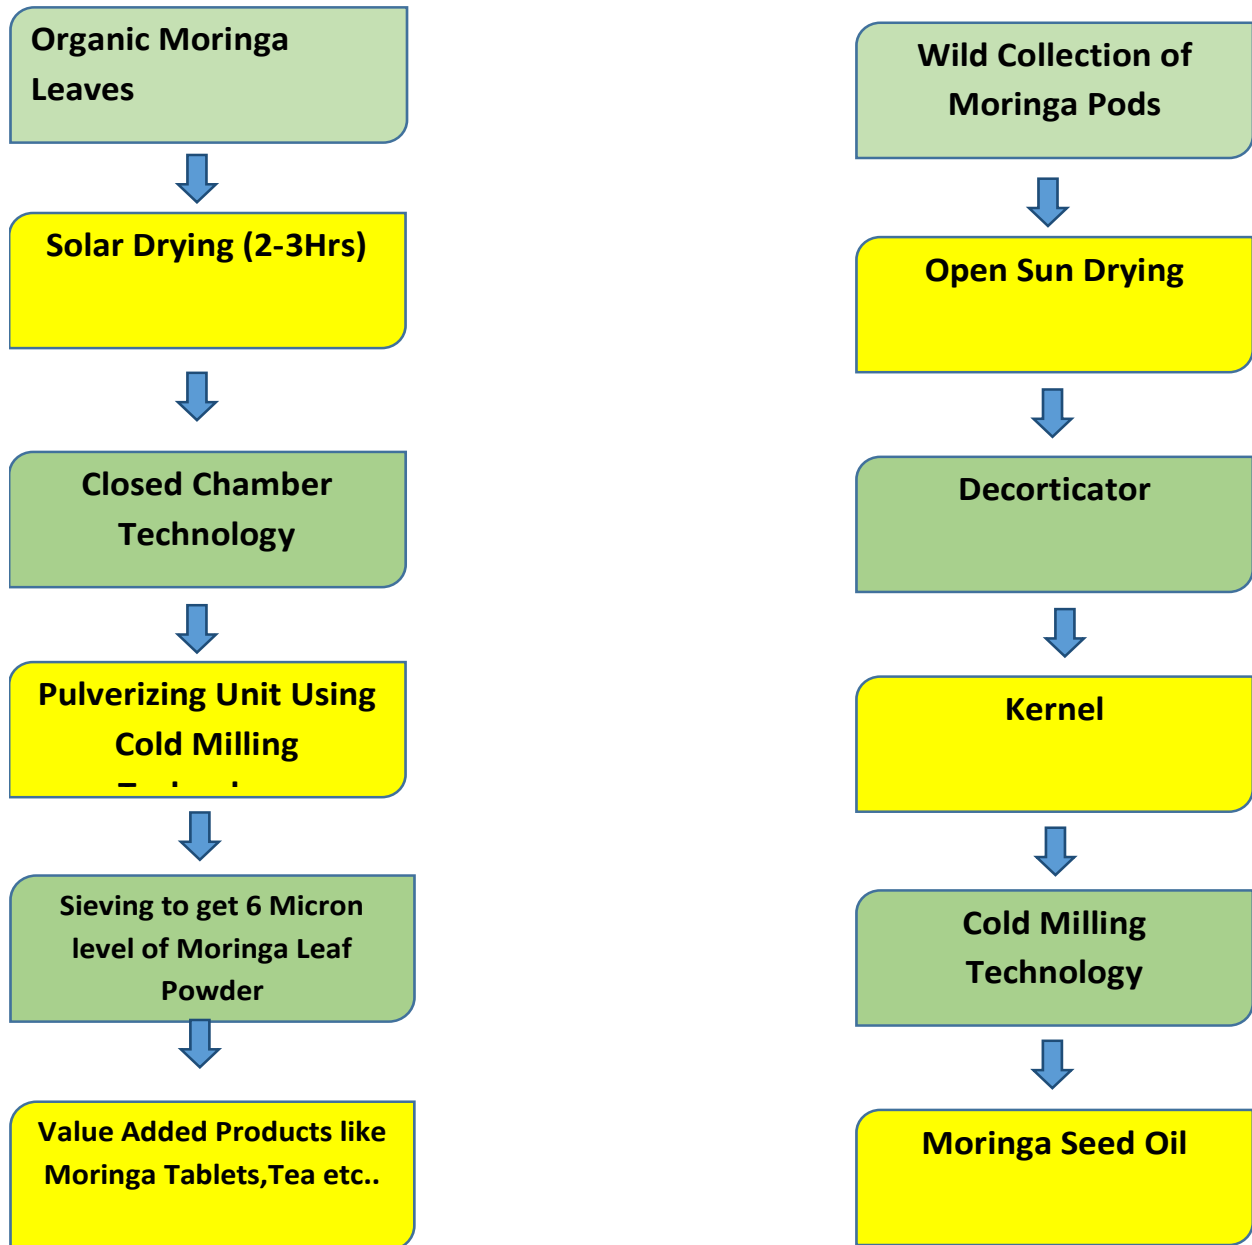 Organic Moringa
Leaves
Solar Drying (2-3Hrs)
Closed Chamber
Technology
Pulverizing Unit Using
Cold Milling
Sieving to get 6 Micron
level of Moringa Leaf
Powder
Value Added Products like
Moringa Tablets,Tea etc..
Wild Collection of
Moringa Pods
Open Sun Drying
Decorticator
Kernel
Cold Milling
Technology
Moringa Seed Oil